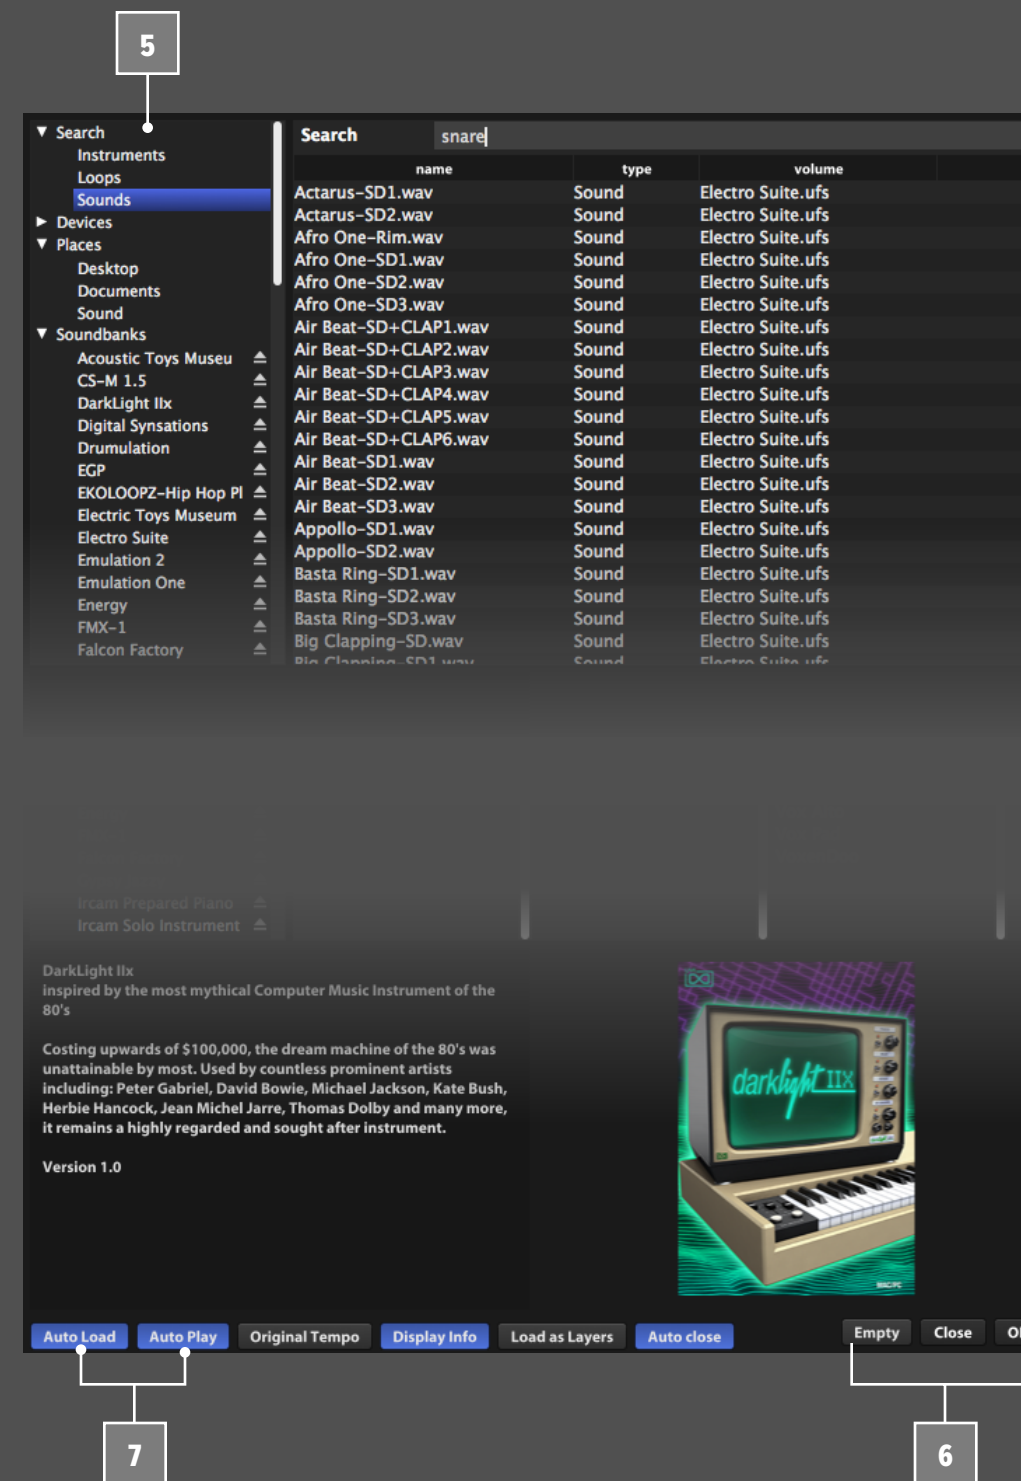 5
Search
Instruments
Loops
Sounds
Devices
Places
Desktop
Documents
Sound
Soundbanks
Acoustic Toys Museu
CS-M 1.5
DarkLight IIx
Digital Synsations
Drumulation
EGP
EKOLOOPZ-Hip Hop Pl
Electric Toys Museum
Electro Suite
Emulation 2
Emulation One
Energy
FMX-1
Falcon Factory
Search snare
name type volume
Actarus-SD1.wav Sound Electro Suite.ufs
Actarus-SD2.wav Sound Electro Suite.ufs
Afro One-Rim.wav Sound Electro Suite.ufs
Afro One-SD1.wav Sound Electro Suite.ufs
Afro One-SD2.wav Sound Electro Suite.ufs
Afro One-SD3.wav Sound Electro Suite.ufs
Air Beat-SD+CLAP1.wav Sound Electro Suite.ufs
Air Beat-SD+CLAP2.wav Sound Electro Suite.ufs
Air Beat-SD+CLAP3.wav Sound Electro Suite.ufs
Air Beat-SD+CLAP4.wav Sound Electro Suite.ufs
Air Beat-SD+CLAP5.wav Sound Electro Suite.ufs
Air Beat-SD+CLAP6.wav Sound Electro Suite.ufs
Air Beat-SD1.wav Sound Electro Suite.ufs
Air Beat-SD2.wav Sound Electro Suite.ufs
Air Beat-SD3.wav Sound Electro Suite.ufs
Appollo-SD1.wav Sound Electro Suite.ufs
Appollo-SD2.wav Sound Electro Suite.ufs
Basta Ring-SD1.wav Sound Electro Suite.ufs
Basta Ring-SD2.wav Sound Electro Suite.ufs
Basta Ring-SD3.wav Sound Electro Suite.ufs
Big Clapping-SD.wav Sound Electro Suite.ufs
Big Clapping-SD1.wav Sound Electro Suite.ufs
Ircam Prepared Piano
Ircam Solo Instrument
DarkLight IIx
inspired by the most mythical Computer Music Instrument of the
80's
Costing upwards of $100,000, the dream machine of the 80's was
unattainable by most. Used by countless prominent artists
including: Peter Gabriel, David Bowie, Michael Jackson, Kate Bush,
Herbie Hancock, Jean Michel Jarre, Thomas Dolby and many more,
it remains a highly regarded and sought after instrument.
Version 1.0
darklight IIX
MAC/PC
Auto Load Auto Play Original Tempo Display Info Load as Layers Auto close Empty Close
7
6